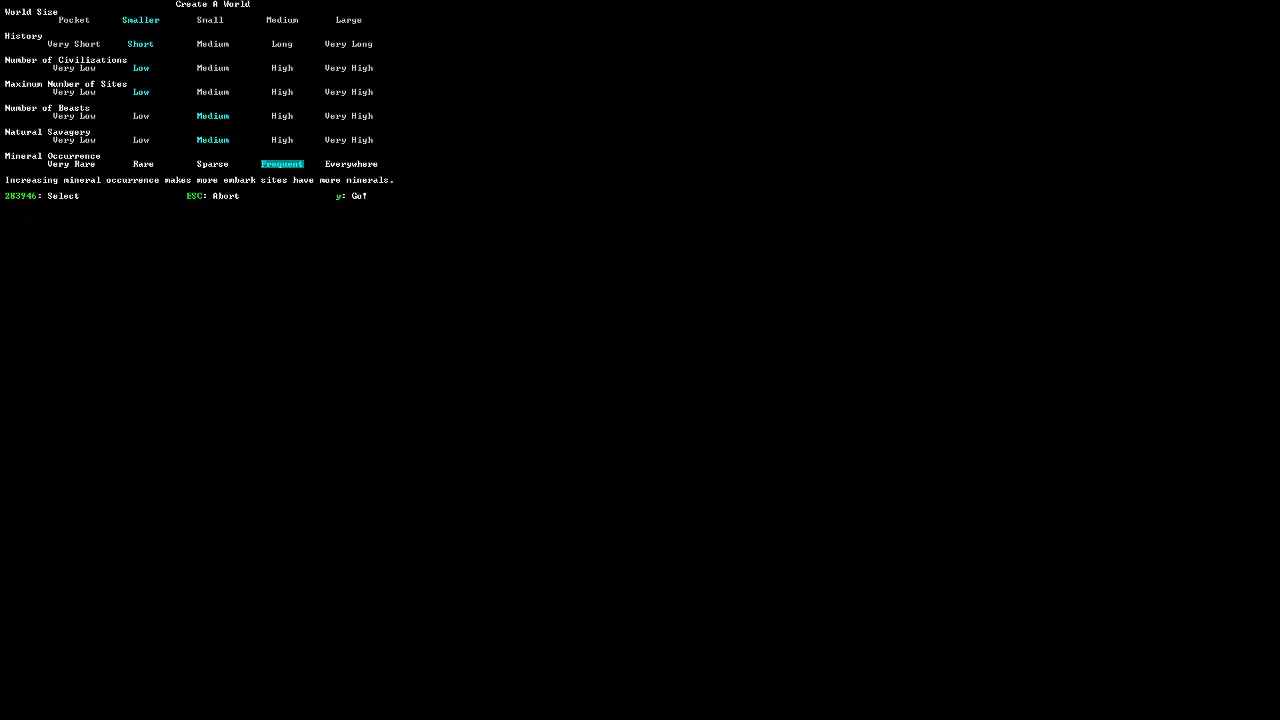 Create A World
World Size
Pocket Smaller Small Medium Large
History
Very Short Short Medium Long Very Long
Number of Civilizations
Very Low Low Medium High Very High
Maximum Number of Sites
Very Low Low Medium High Very High
Number of Beasts
Very Low Low Medium High Very High
Natural Savagery
Very Low Low Medium High Very High
Mineral Occurrence
Very Rare Rare Sparse Frequent Everywhere
Increasing mineral occurrence makes more embark sites have more minerals.
283946: Select ESC: Abort y: Go!